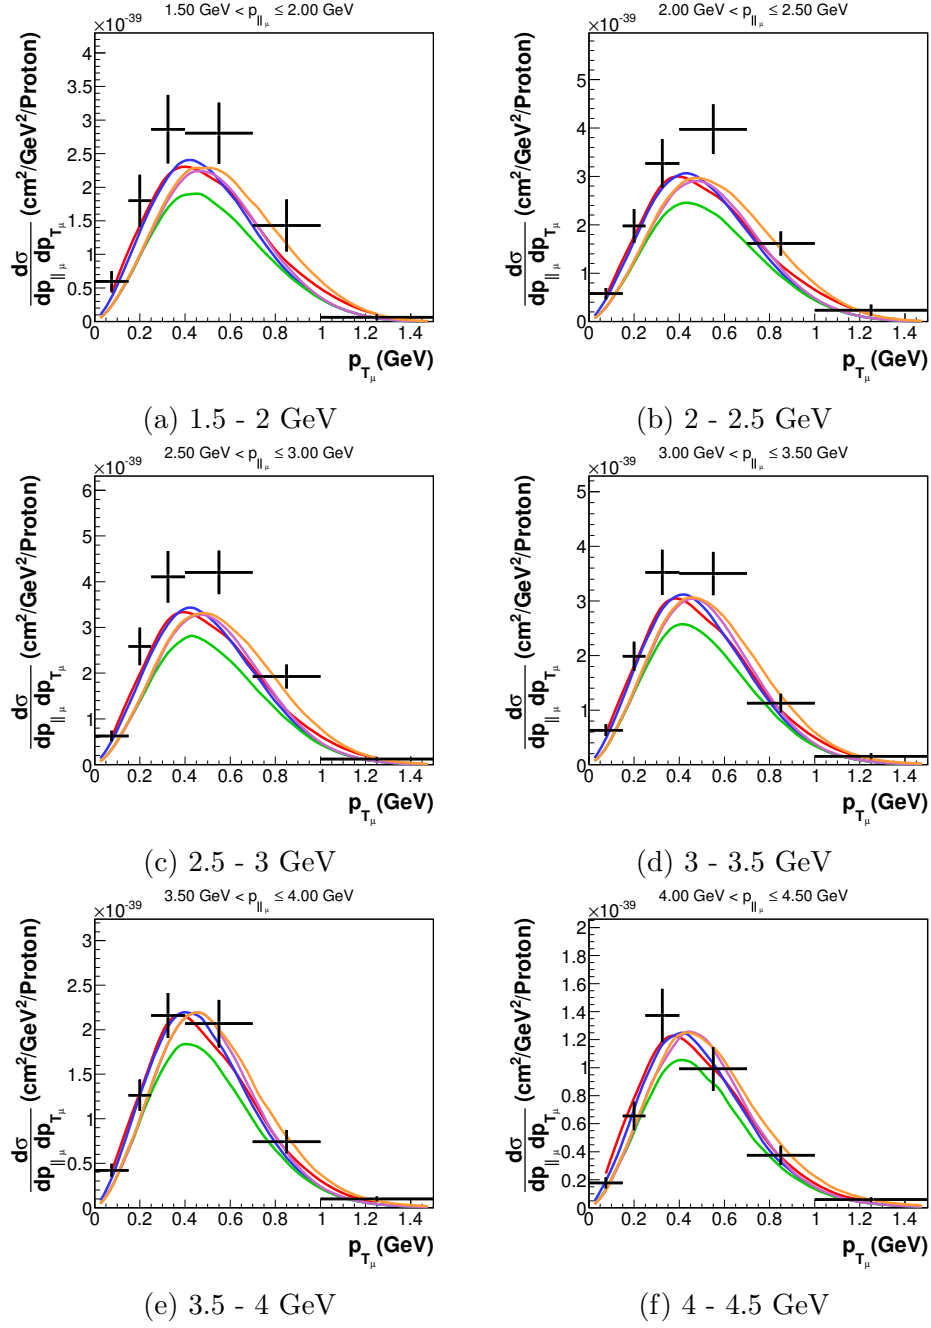 1.50 GeV < p||μ ≤ 2.00 GeV
×10-39
dσ/dp||μ dpTμ (cm2/GeV2/Proton)
4
3.5
3
2.5
2
1.5
1
0.5
0
0 0.2 0.4 0.6 0.8 1 1.2 1.4
pTμ (GeV)
(a) 1.5 - 2 GeV
2.00 GeV < p||μ ≤ 2.50 GeV
×10-39
dσ/dp||μ dpTμ (cm2/GeV2/Proton)
5
4
3
2
1
0
0 0.2 0.4 0.6 0.8 1 1.2 1.4
pTμ (GeV)
(b) 2 - 2.5 GeV
2.50 GeV < p||μ ≤ 3.00 GeV
×10-39
dσ/dp||μ dpTμ (cm2/GeV2/Proton)
6
5
4
3
2
1
0
0 0.2 0.4 0.6 0.8 1 1.2 1.4
pTμ (GeV)
(c) 2.5 - 3 GeV
3.00 GeV < p||μ ≤ 3.50 GeV
×10-39
dσ/dp||μ dpTμ (cm2/GeV2/Proton)
5
4
3
2
1
0
0 0.2 0.4 0.6 0.8 1 1.2 1.4
pTμ (GeV)
(d) 3 - 3.5 GeV
3.50 GeV < p||μ ≤ 4.00 GeV
×10-39
dσ/dp||μ dpTμ (cm2/GeV2/Proton)
3
2.5
2
1.5
1
0.5
0
0 0.2 0.4 0.6 0.8 1 1.2 1.4
pTμ (GeV)
(e) 3.5 - 4 GeV
4.00 GeV < p||μ ≤ 4.50 GeV
×10-39
dσ/dp||μ dpTμ (cm2/GeV2/Proton)
2
1.8
1.6
1.4
1.2
1
0.8
0.6
0.4
0.2
0
0 0.2 0.4 0.6 0.8 1 1.2 1.4
pTμ (GeV)
(f) 4 - 4.5 GeV